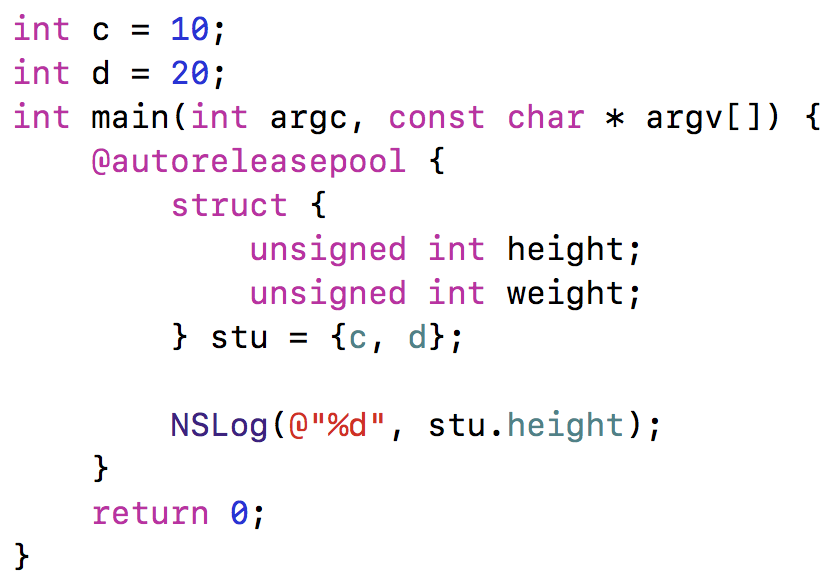 int c = 10;
int d = 20;
int main(int argc, const char * argv[]) {
    @autoreleasepool {
        struct {
            unsigned int height;
            unsigned int weight;
        } stu = {c, d};

        NSLog(@"%d", stu.height);
    }
    return 0;
}